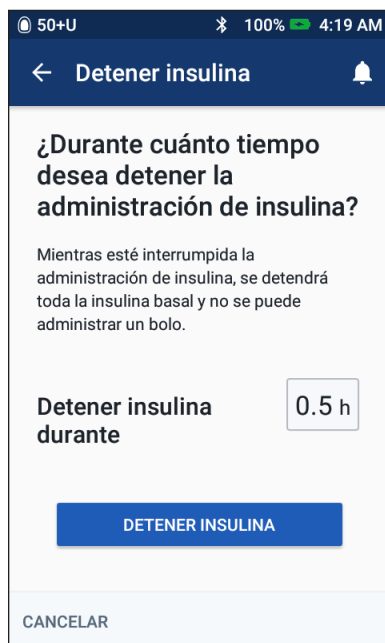 50+U 100% 4:19 AM
Detener insulina
¿Durante cuánto tiempo
desea detener la
administración de insulina?
Mientras esté interrumpida la
administración de insulina, se detendrá
toda la insulina basal y no se puede
administrar un bolo.
Detener insulina 0.5 h
durante
DETENER INSULINA
CANCELAR